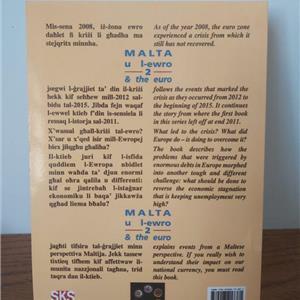 Mis-sena 2008, iż-żona ewro
daħlet fi kriżi li għadha ma
stejqritx minnha.
As of the year 2008, the euro zone
experienced a crisis from which it
still has not recovered.
MALTA
u l-ewro
2
& the euro
jsegwi l-ġrajjiet ta' din il-kriżi
hekk kif seħħew mill-2012 sal-
bidu tal-2015. Jibda fejn waqaf
l-ewwel ktieb f'din is-sensiela li
ressaq l-istorja sal-2011.
follows the events that marked the
crisis as they occurred from 2012 to
the beginning of 2015. It continues
the story from where the first book
in this series left off at end 2011.
X'wassal għall-kriżi tal-ewro?
X'sar u x'qed isir mill-Ewropej
biex jilqgħu għaliha?
What led to the crisis? What did
Europe do – is doing to overcome it?
Il-ktieb juri kif l-isfida
quddiem l-Ewropa nbidlet
minn waħda ta' djun enormi
għal oħra qalila u differenti:
kif se jintrebaħ l-istaġnar
ekonomiku li baqa' jikkawża
qgħad liema bħalu?
The book describes how the
problems that were triggered by
enormous debts in Europe morphed
into another tough and different
challenge: what should be done to
reverse the economic stagnation that
is keeping unemployment very
high?
MALTA
u l-ewro
2
& the euro
jagħti tifsira tal-ġrajjiet minn
perspettiva Maltija. Jekk tassew
tixtieq tifhem kif affettwaw il-
munita nazzjonali tagħna, trid
taqra dan il-ktieb.
explains events from a Maltese
perspective. If you really wish to
understand their impact on our
national currency, you must read
this book.
SKS